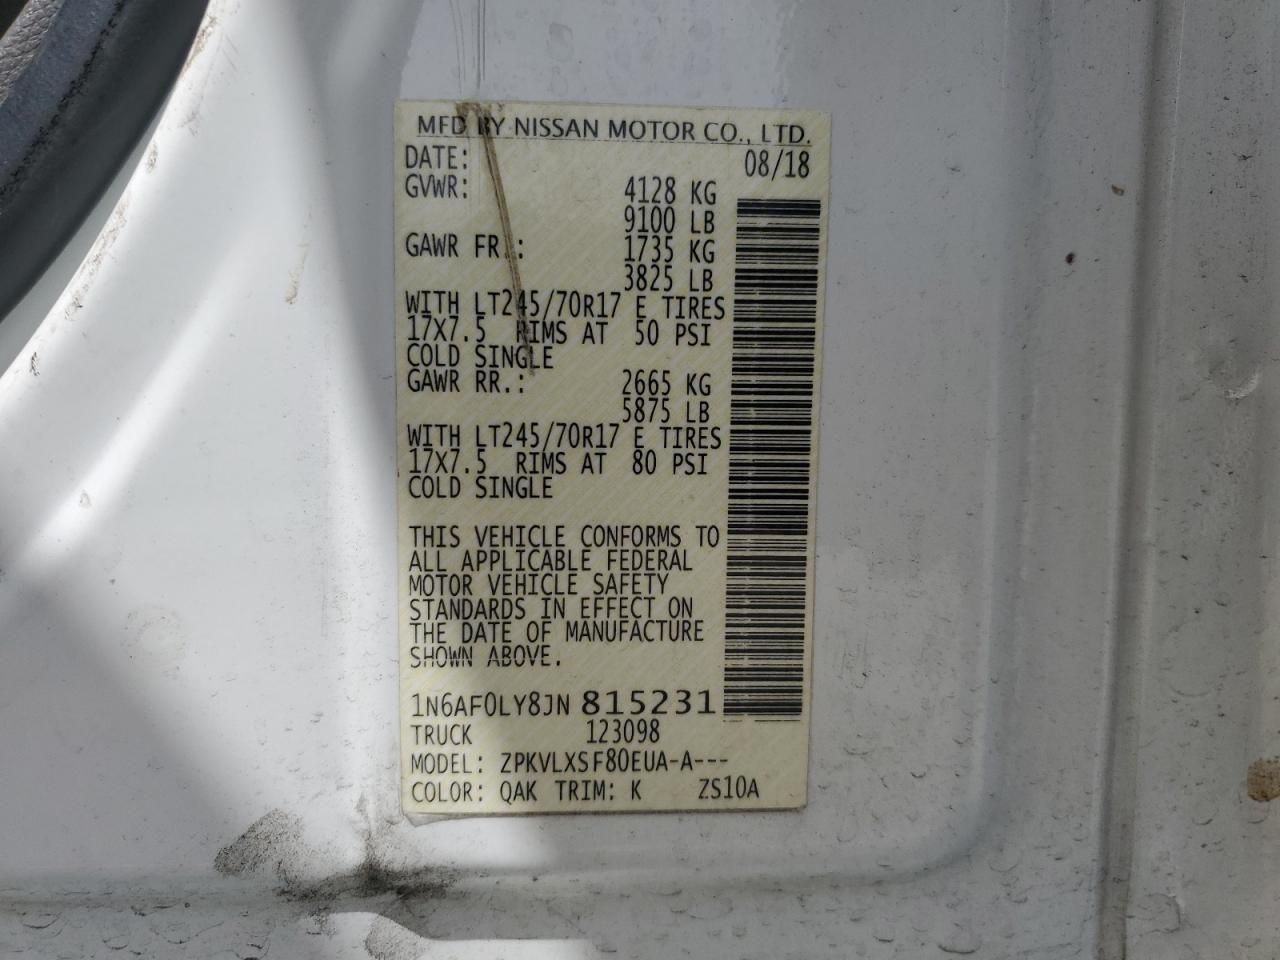 MFD BY NISSAN MOTOR CO., LTD.
DATE: 08/18
GVWR: 4128 KG
9100 LB
GAWR FR.: 1735 KG
3825 LB
WITH LT245/70R17 E TIRES
17X7.5 RIMS AT 50 PSI
COLD SINGLE
GAWR RR.: 2665 KG
5875 LB
WITH LT245/70R17 E TIRES
17X7.5 RIMS AT 80 PSI
COLD SINGLE
THIS VEHICLE CONFORMS TO
ALL APPLICABLE FEDERAL
MOTOR VEHICLE SAFETY
STANDARDS IN EFFECT ON
THE DATE OF MANUFACTURE
SHOWN ABOVE.
1N6AF0LY8JN 815231
TRUCK 123098
MODEL: ZPKVLXSF80EUA-A---
COLOR: QAK TRIM: K ZS10A